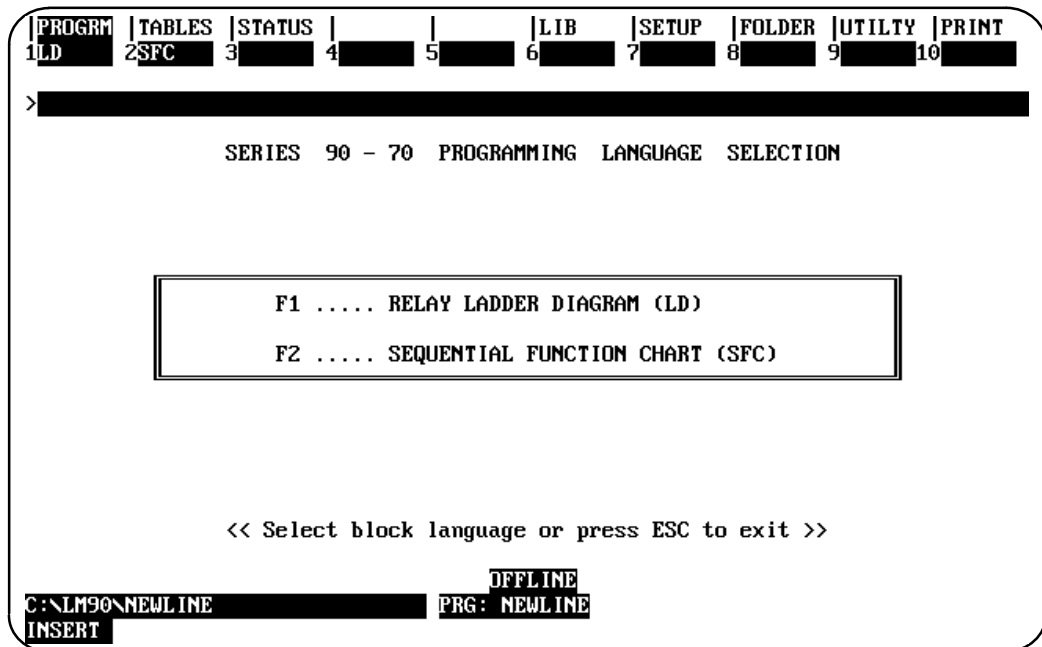 |PROGRM |TABLES |STATUS | | |LIB |SETUP |FOLDER |UTILTY |PRINT
1LD 2SFC 3 4 5 6 7 8 9 10
>
SERIES 90 - 70 PROGRAMMING LANGUAGE SELECTION
F1 ..... RELAY LADDER DIAGRAM (LD)
F2 ..... SEQUENTIAL FUNCTION CHART (SFC)
<< Select block language or press ESC to exit >>
OFFLINE
C:\LM90\NEWLINE PRG: NEWLINE
INSERT